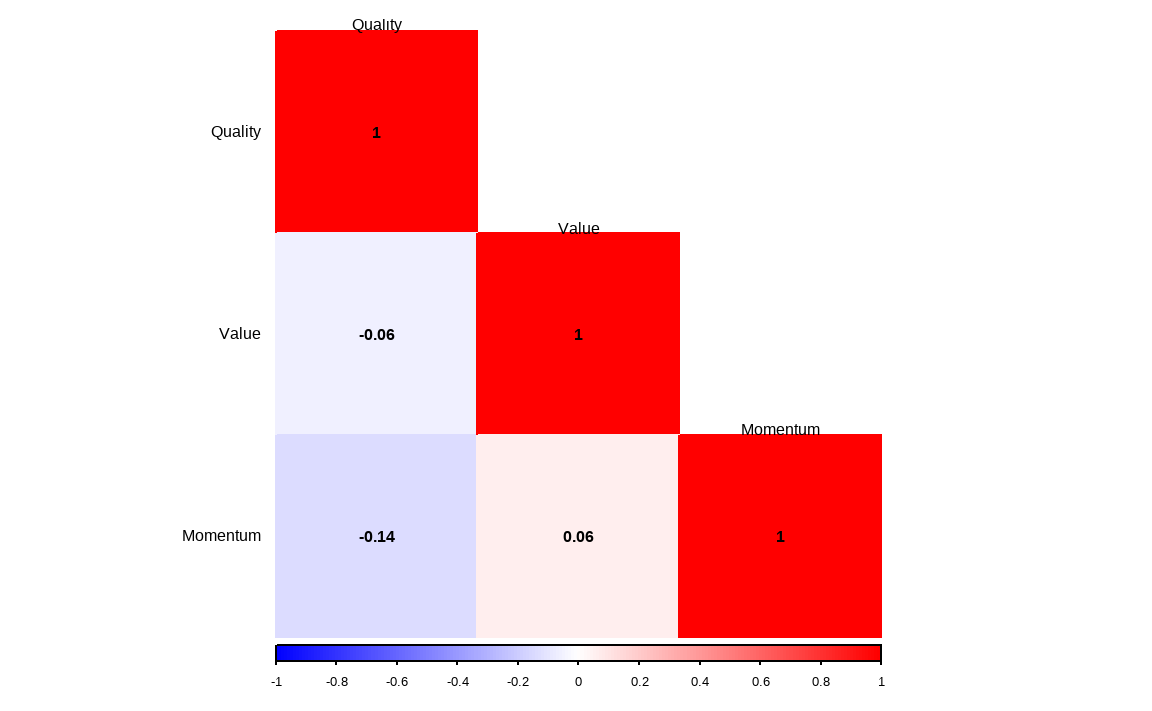 Quality
Quality 1
Value
Value -0.06 1
Momentum
Momentum -0.14 0.06 1
-1 -0.8 -0.6 -0.4 -0.2 0 0.2 0.4 0.6 0.8 1